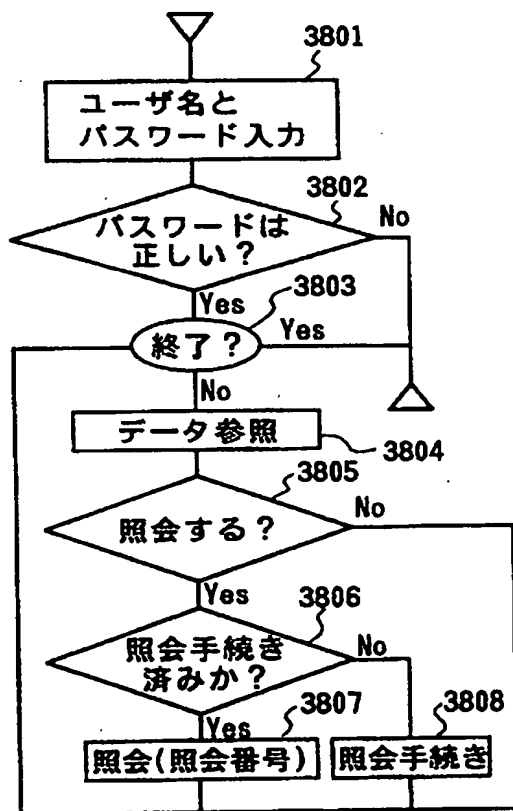 3801
ユーザ名と
パスワード入力
3802
パスワードは
正しい？
No
Yes
3803
終了？
Yes
No
データ参照
3804
3805
照会する？
No
Yes
3806
照会手続き
済みか？
No
Yes
3807
照会(照会番号)
3808
照会手続き